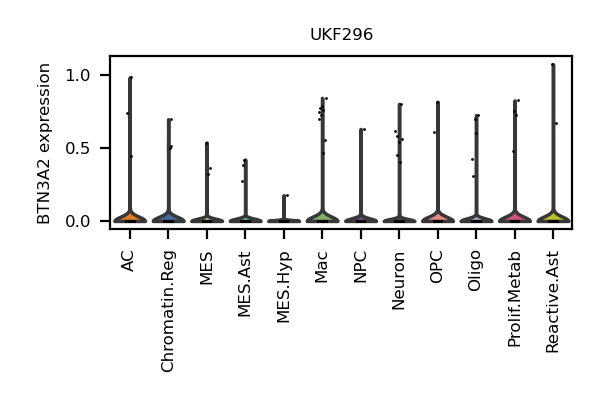 UKF296
BTN3A2 expression
1.0
0.5
0.0
AC
Chromatin.Reg
MES
MES.Ast
MES.Hyp
Mac
NPC
Neuron
OPC
Oligo
Prolif.Metab
Reactive.Ast